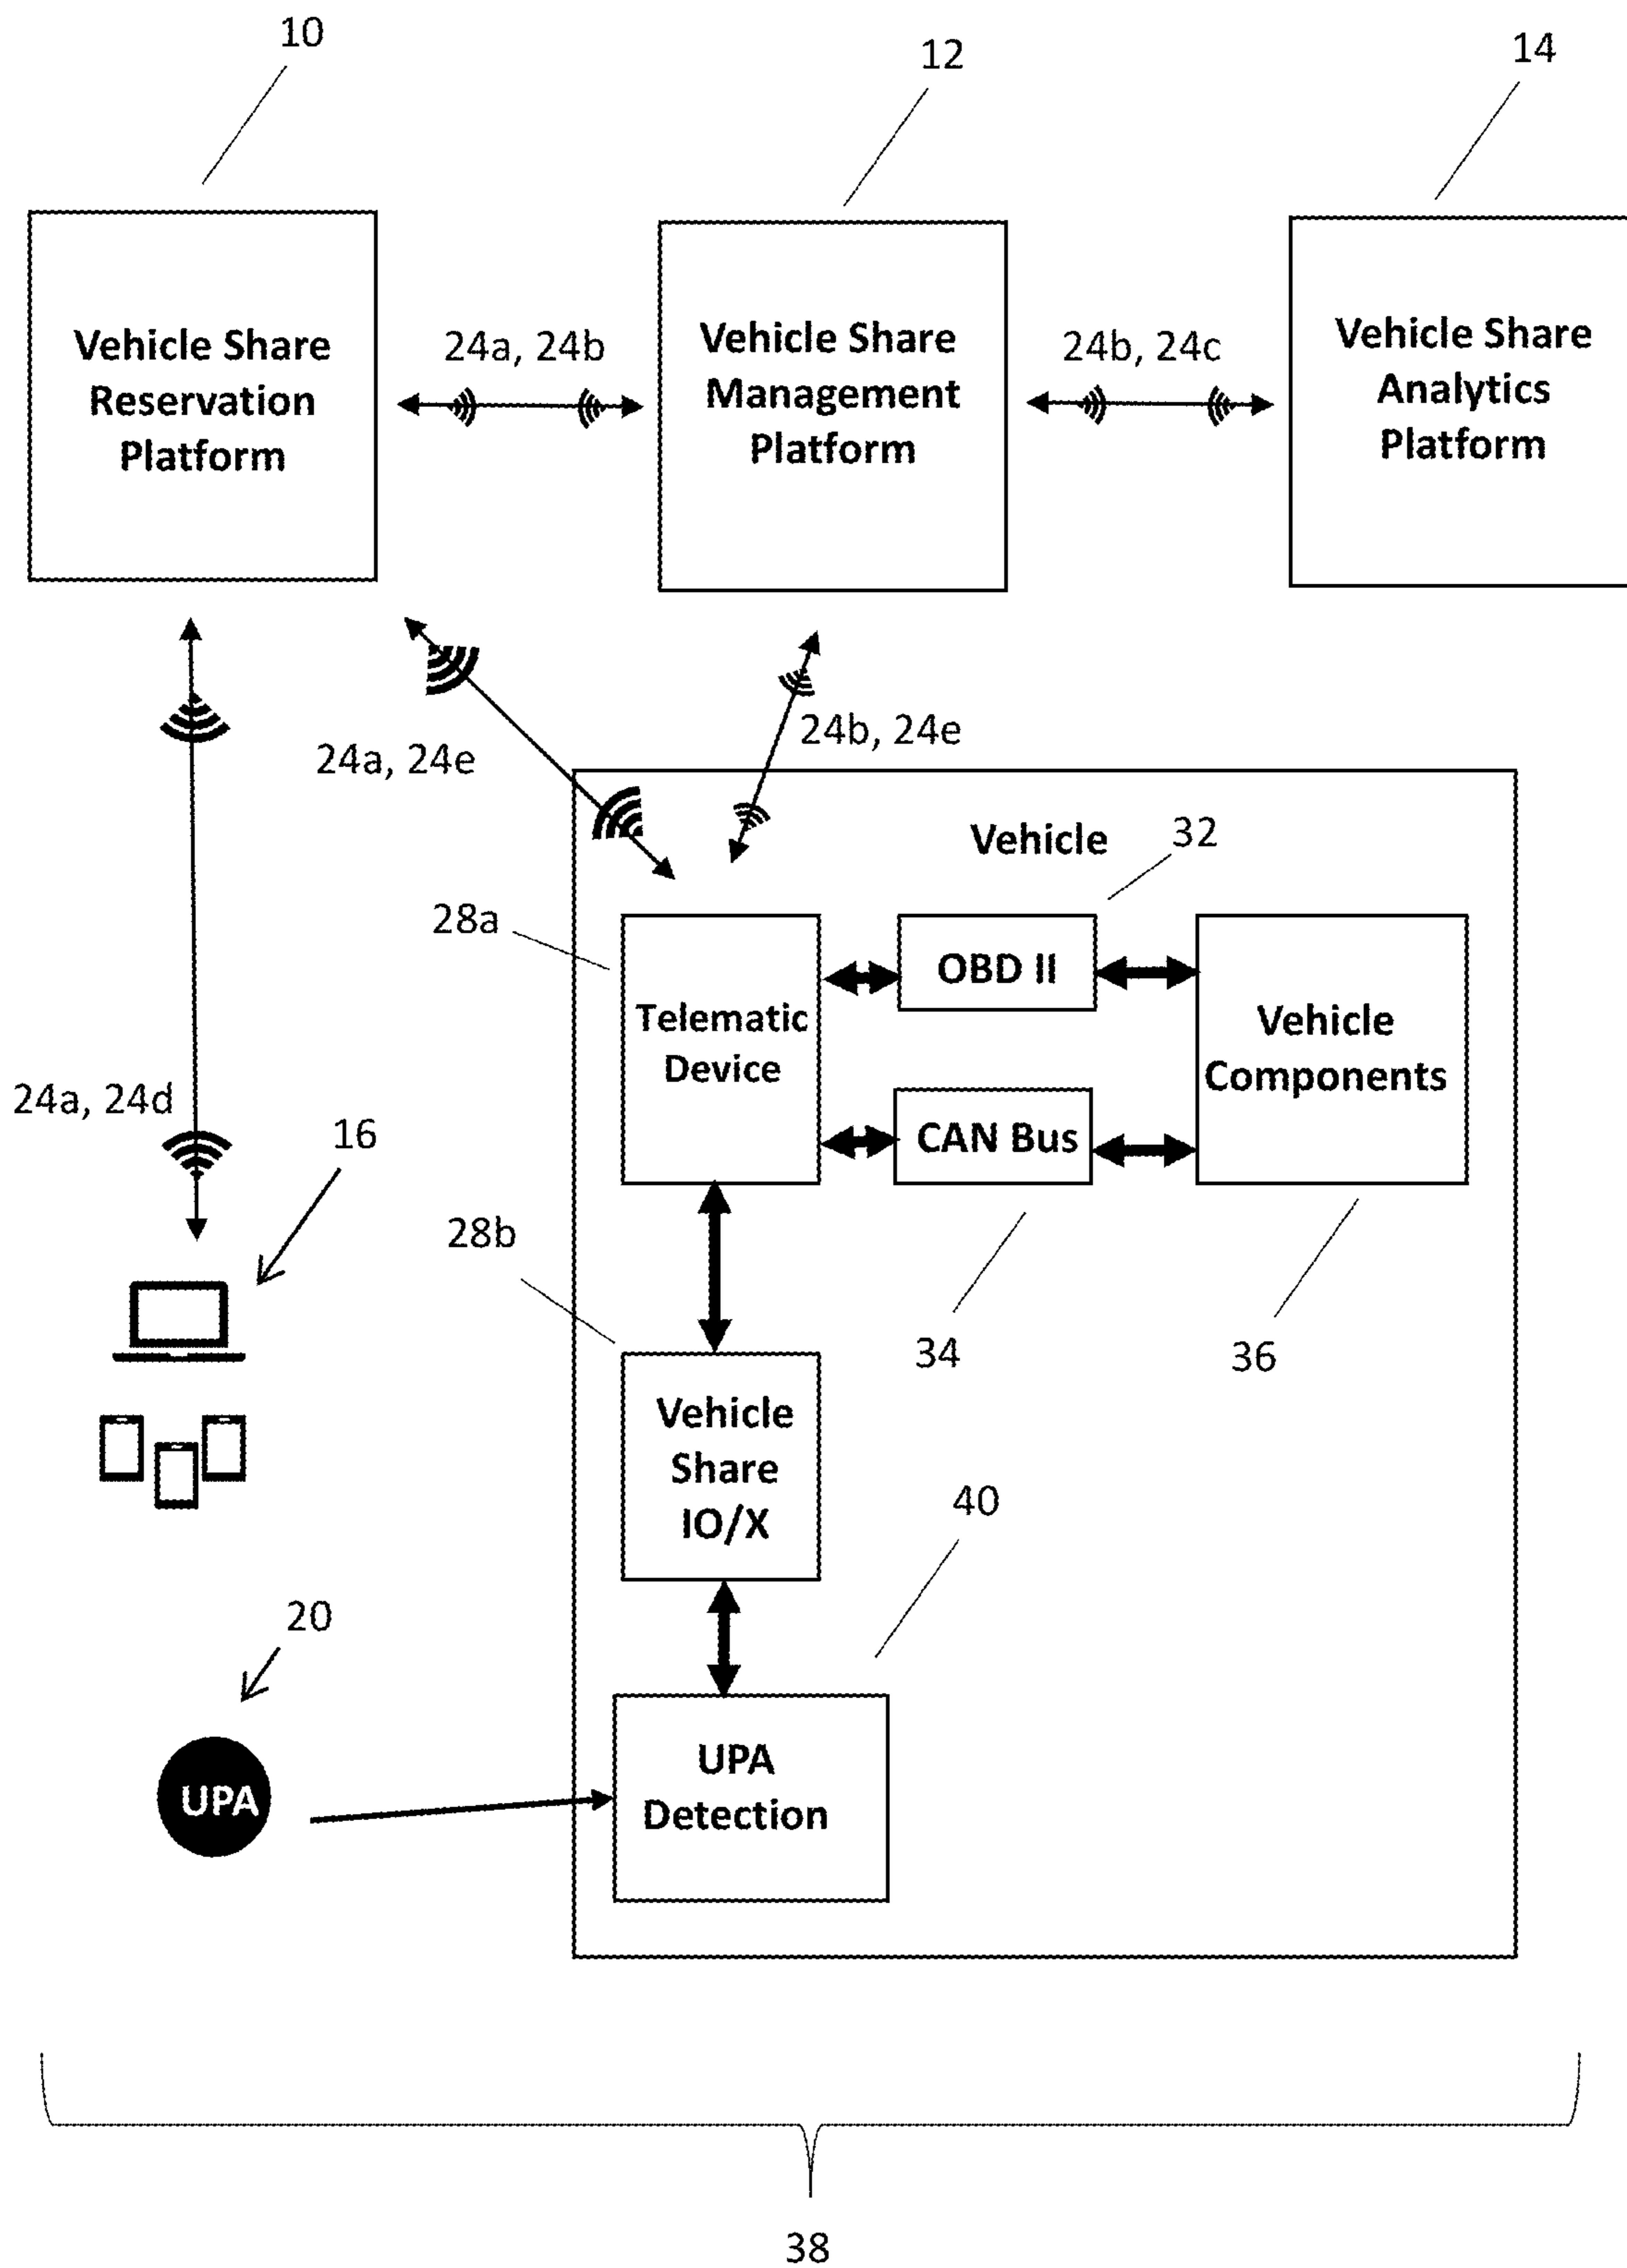 10
12
14
Vehicle Share
Reservation
Platform
24a, 24b
Vehicle Share
Management
Platform
24b, 24c
Vehicle Share
Analytics
Platform
24a, 24e
24b, 24e
Vehicle
32
28a
Telematic
Device
OBD II
Vehicle
Components
CAN Bus
24a, 24d
16
28b
34
36
Vehicle
Share
IO/X
40
20
UPA
UPA
Detection
38